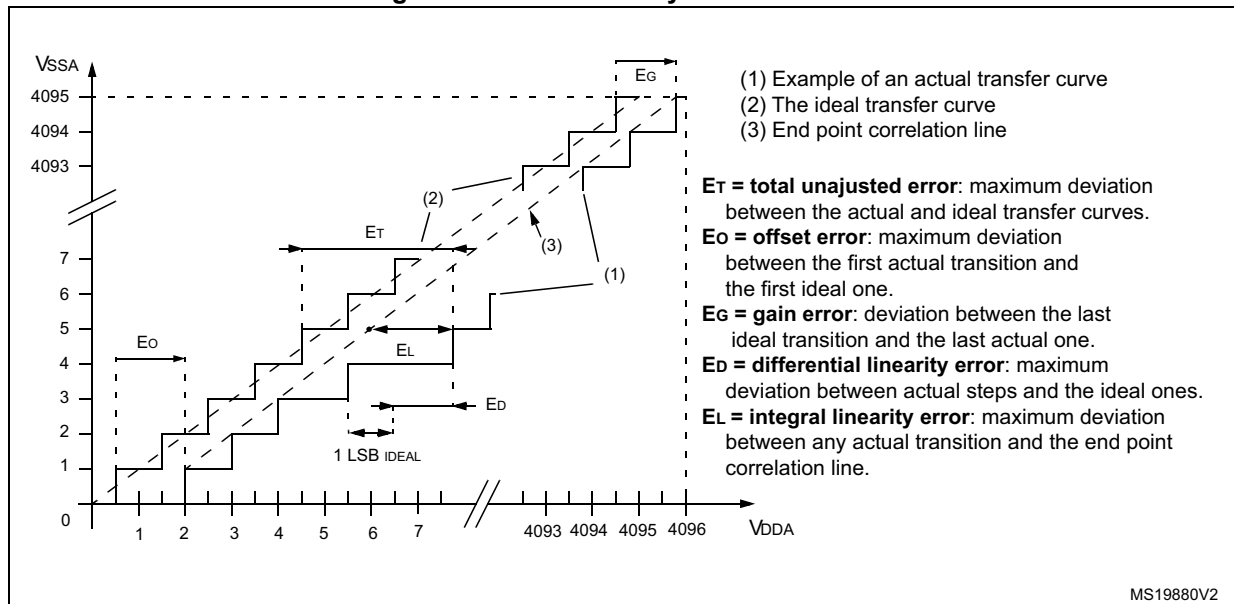 VSSA
EG
4095
4094
4093
(1) Example of an actual transfer curve
(2) The ideal transfer curve
(3) End point correlation line
ET = total unajusted error: maximum deviation
between the actual and ideal transfer curves.
EO = offset error: maximum deviation
between the first actual transition and
the first ideal one.
EG = gain error: deviation between the last
ideal transition and the last actual one.
ED = differential linearity error: maximum
deviation between actual steps and the ideal ones.
EL = integral linearity error: maximum deviation
between any actual transition and the end point
correlation line.
(2)
ET
(3)
(1)
7
6
5
4
3
2
1
0
EO
EL
ED
1 LSB IDEAL
1 2 3 4 5 6 7 4093 4094 4095 4096
VDDA
MS19880V2